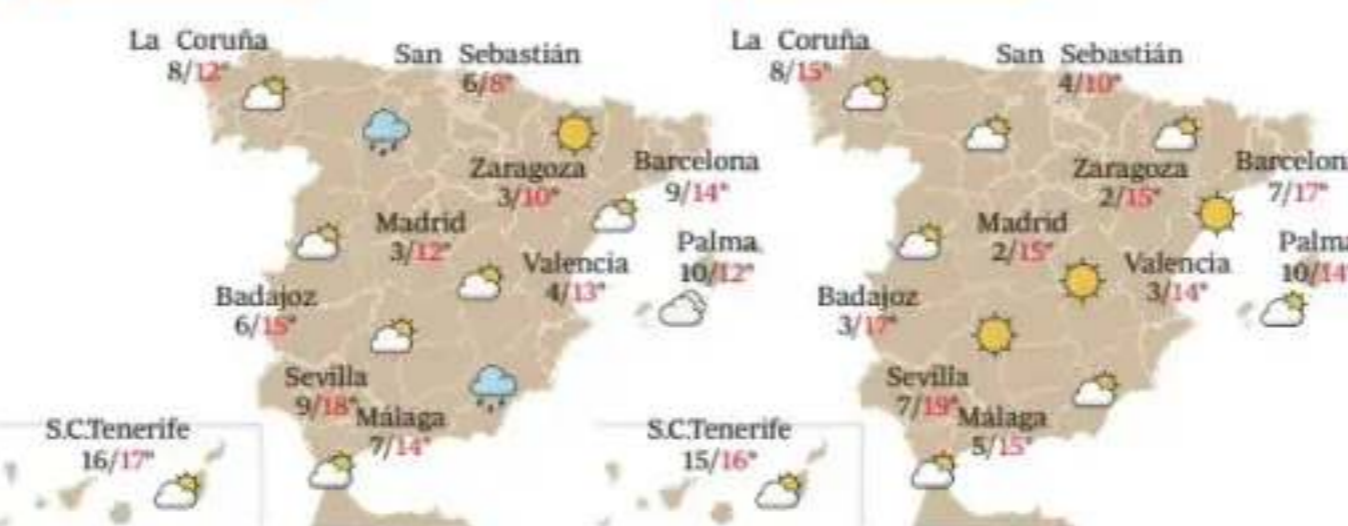 La Coruña
8/12°
San Sebastián
6/8°
Zaragoza
3/10°
Barcelona
9/14°
Madrid
3/12°
Valencia
4/13°
Palma
10/12°
Badajoz
6/15°
Sevilla
9/18°
Málaga
7/14°
S.C.Tenerife
16/17°
La Coruña
8/15°
San Sebastián
4/10°
Zaragoza
2/15°
Barcelon
7/17°
Madrid
2/15°
Valencia
3/14°
Palma
10/14°
Badajoz
3/17°
Sevilla
7/19°
Málaga
5/15°
S.C.Tenerife
15/16°